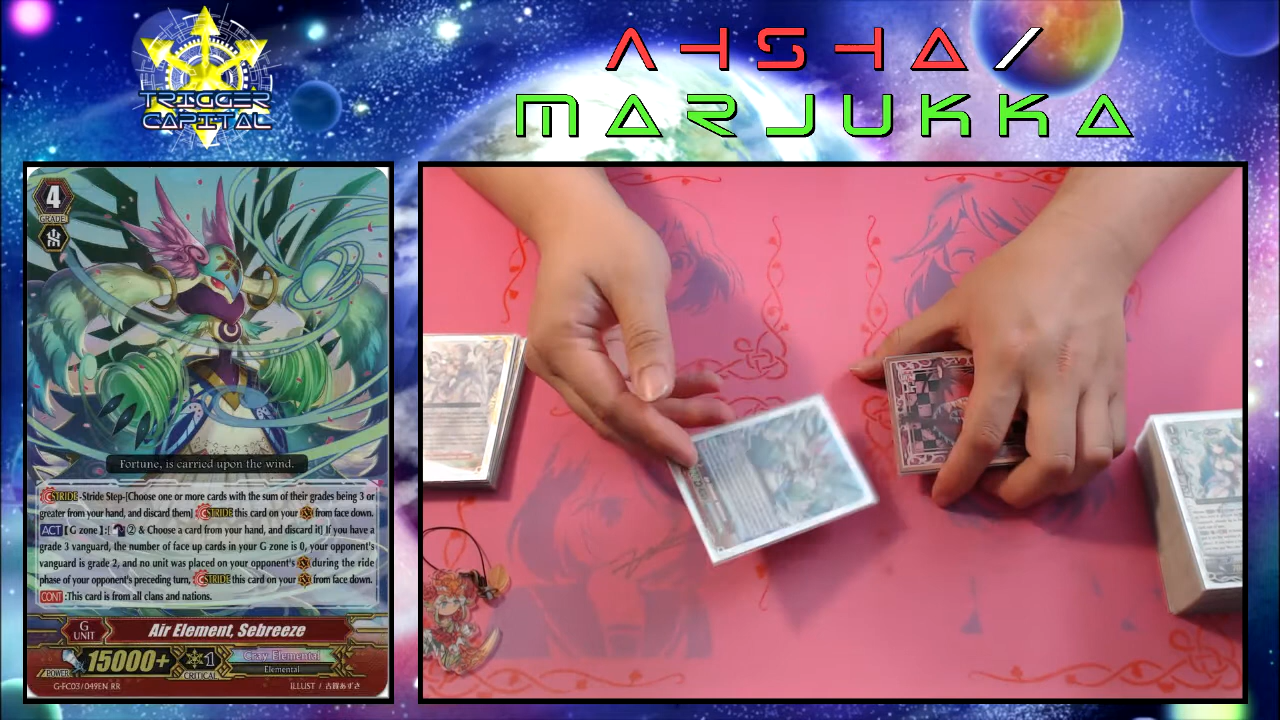 TRIGGER
CAPITAL
AHSHA/
MARJUKKA
4
GRADE
Fortune, is carried upon the wind.
STRIDE-Stride Step-[Choose one or more cards with the sum of their grades being 3 or
greater from your hand, and discard them] STRIDE this card on your from face down.
ACT [G zone]:[ ② & Choose a card from your hand, and discard it] If you have a
grade 3 vanguard, the number of face up cards in your G zone is 0, your opponent's
vanguard is grade 2, and no unit was placed on your opponent's during the ride
phase of your opponent's preceding turn, STRIDE this card on your from face down.
CONT:This card is from all clans and nations.
G
UNIT
Air Element, Sebreeze
POWER
15000+
1
CRITICAL
Cray Elemental
Elemental
G-FC03/049EN RR
ILLUST / 古賀あずさ